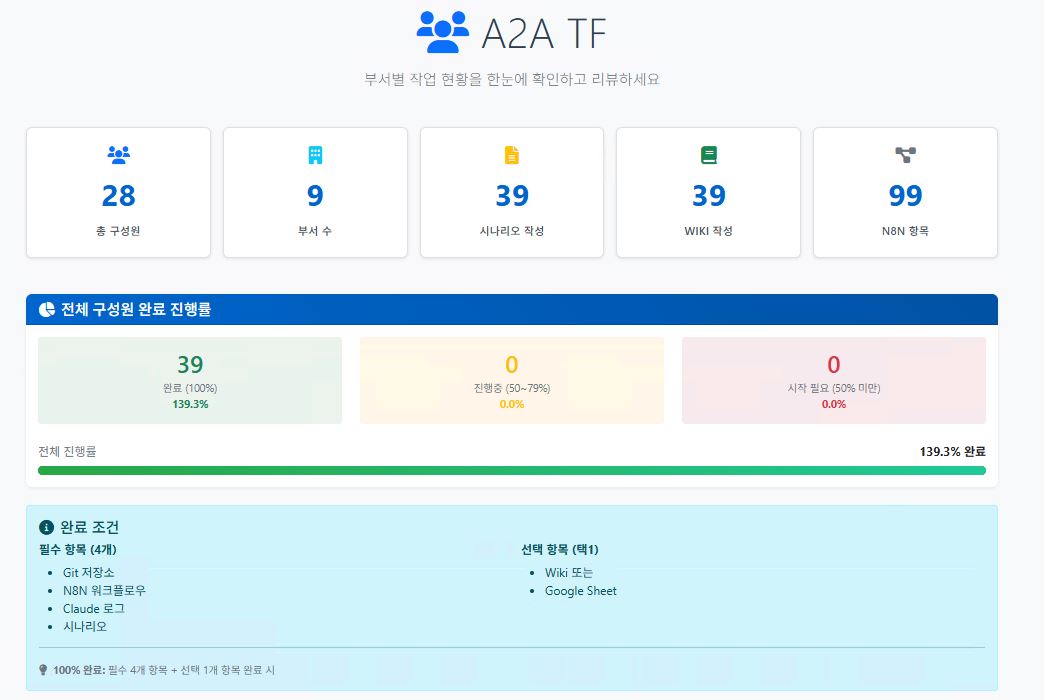 A2A TF
부서별 작업 현황을 한눈에 확인하고 리뷰하세요
28
총 구성원
9
부서 수
39
시나리오 작성
39
WIKI 작성
99
N8N 항목
전체 구성원 완료 진행률
39
완료 (100%)
139.3%
0
진행중 (50~79%)
0.0%
0
시작 필요 (50% 미만)
0.0%
전체 진행률
139.3% 완료
완료 조건
필수 항목 (4개)
Git 저장소
N8N 워크플로우
Claude 로그
시나리오
선택 항목 (택1)
Wiki 또는
Google Sheet
100% 완료: 필수 4개 항목 + 선택 1개 항목 완료 시